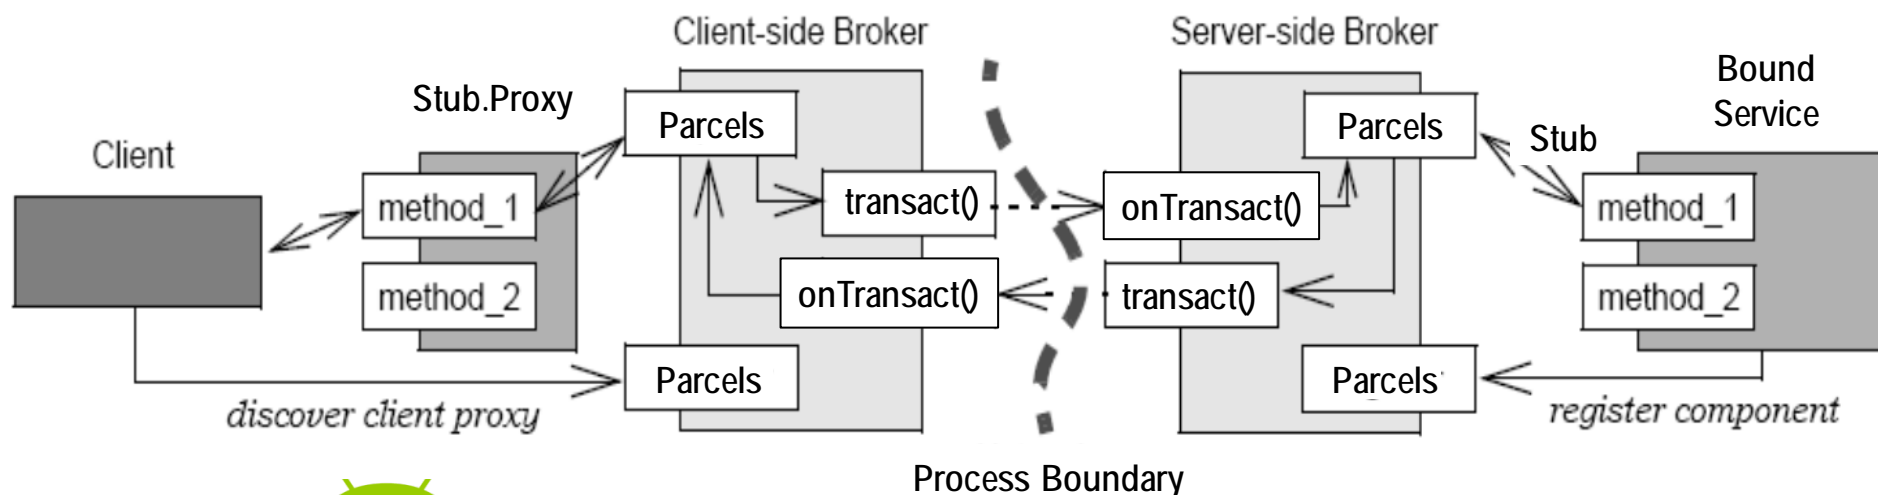 Client-side Broker
Server-side Broker
Bound
Service
Stub.Proxy
Parcels
Parcels
Stub
Client
method_1
transact()
onTransact()
method_1
method_2
onTransact()
transact()
method_2
Parcels
Parcels
discover client proxy
register component
Process Boundary